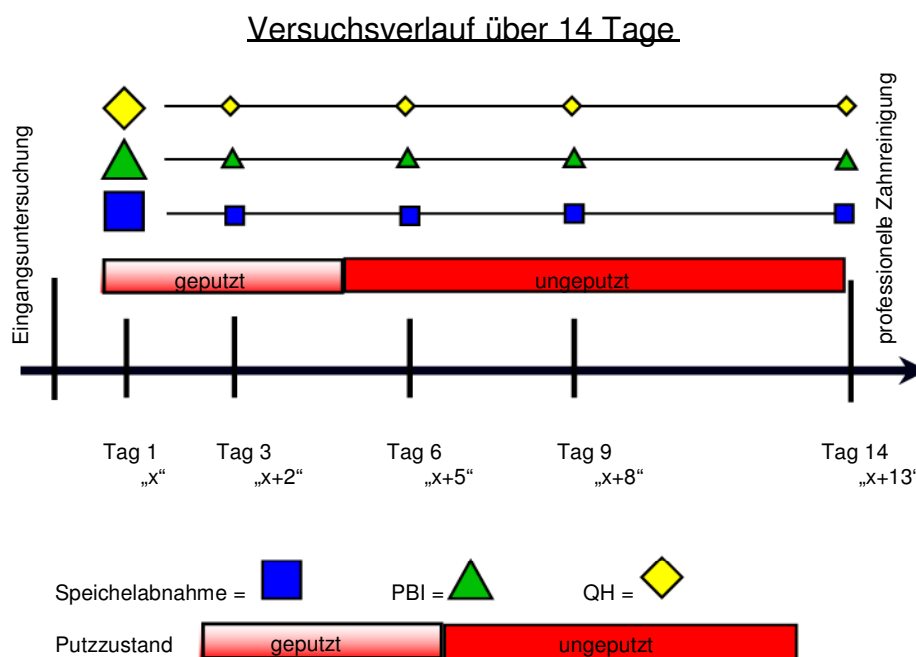 Versuchsverlauf über 14 Tage
Eingangsuntersuchung
professionelle Zahnreinigung
geputzt ungeputzt
Tag 1 Tag 3 Tag 6 Tag 9 Tag 14
„x“ „x+2“ „x+5“ „x+8“ „x+13“
Speichelabnahme = PBI = QH =
Putzzustand geputzt ungeputzt